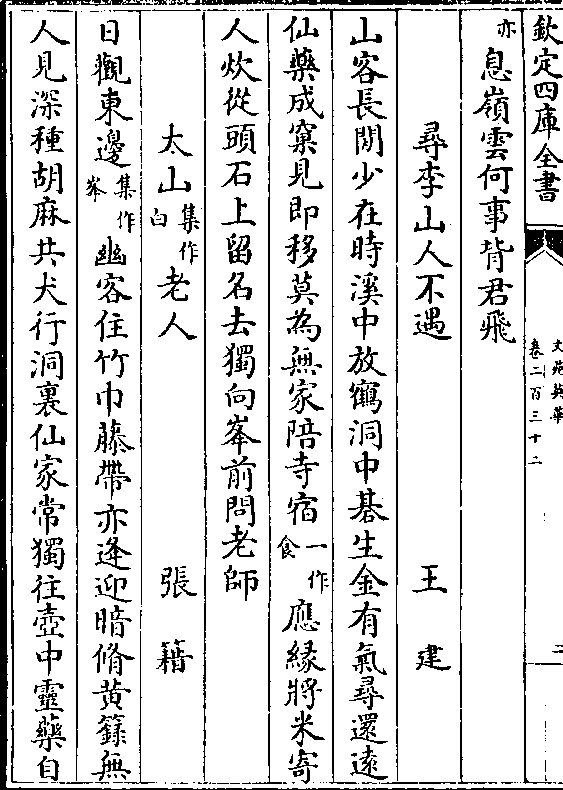 欽定四庫全書
文苑英華
卷二百三十二
二
亦息嶺雲何事背君飛
尋李山人不遇 王建
山客長閒少在時溪中放鶴洞中碁生金有氣尋還遠
仙藥成窠見即移莫為無家陪寺宿一作食應緣將米寄
人炊從頭石上留名去獨向峯前問老師
太山集作白老人 張籍
日觀東邊集作峯幽客住竹巾藤帶亦逢迎暗脩黄籙無
人見深種胡麻共犬行洞裏仙家常獨往壺中靈藥自